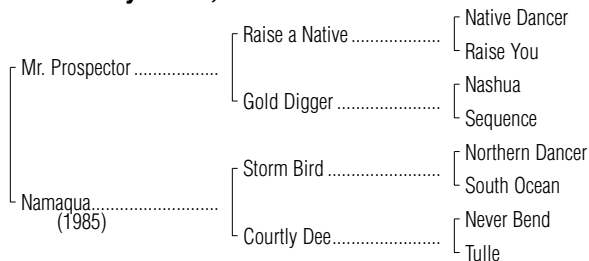 Native Dancer
Raise a Native ....................
Raise You
Mr. Prospector ..................
Nashua
Gold Digger .......................
Sequence
Northern Dancer
Storm Bird .........................
South Ocean
Namaqua...........................
(1985)
Never Bend
Courtly Dee........................
Tulle